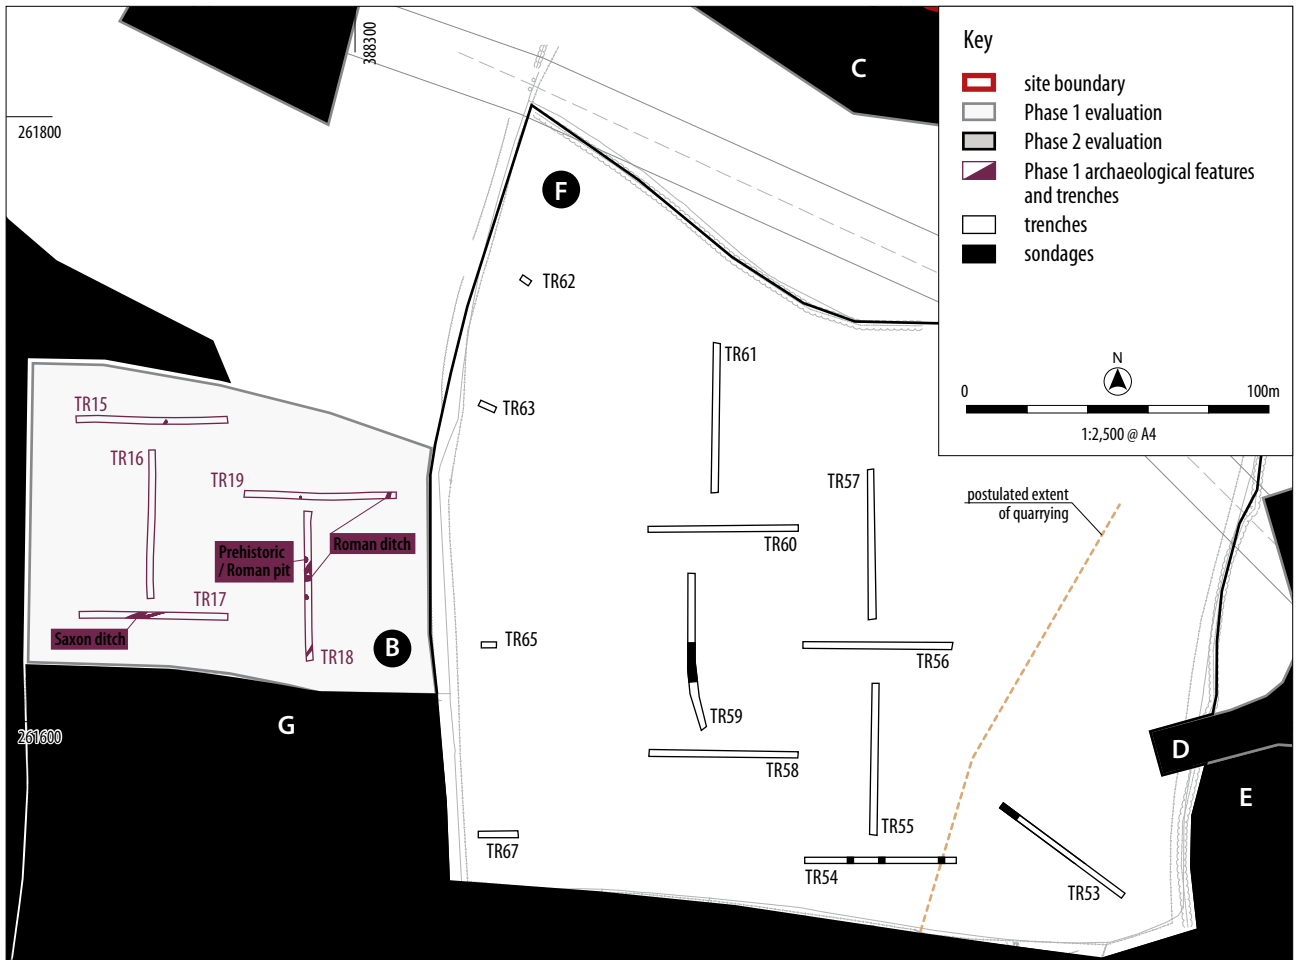 388300
C
261800
F
TR62
TR61
TR63
TR15
TR16
TR19
TR57
postulated extent
of quarrying
TR60
Prehistoric
/ Roman pit
Roman ditch
TR17
Saxon ditch
TR18
B
TR65
TR56
G
TR59
261600
D
TR58
E
TR55
TR67
TR54
TR53
Key
site boundary
Phase 1 evaluation
Phase 2 evaluation
Phase 1 archaeological features
and trenches
trenches
sondages
N
0 100m
1:2,500 @ A4